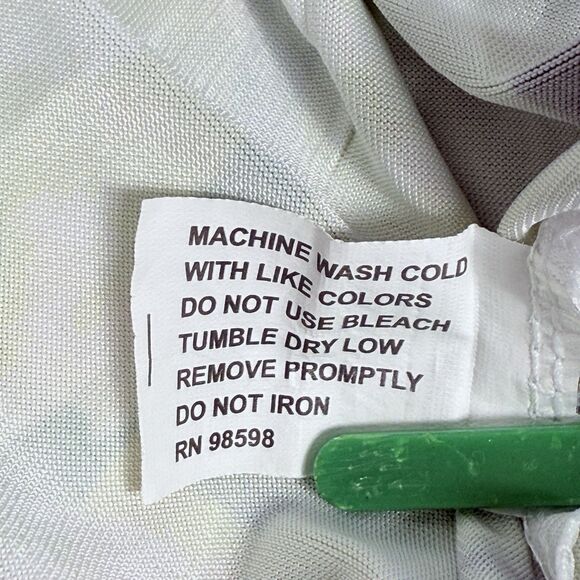 MACHINE WASH COLD
WITH LIKE COLORS
DO NOT USE BLEACH
TUMBLE DRY LOW
REMOVE PROMPTLY
DO NOT IRON
RN 98598